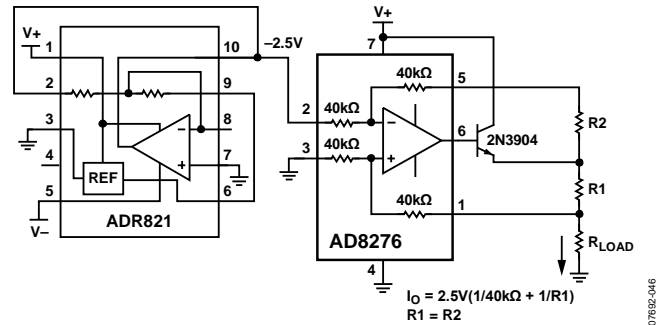 V+
1
10
−2.5V
2
9
3
8
4
7
REF
5
6
V−
ADR821
V+
7
40kΩ
5
2
40kΩ
3
40kΩ
6
2N3904
R2
R1
40kΩ
1
AD8276
RLOAD
4
IO = 2.5V(1/40kΩ + 1/R1)
R1 = R2
07692-046